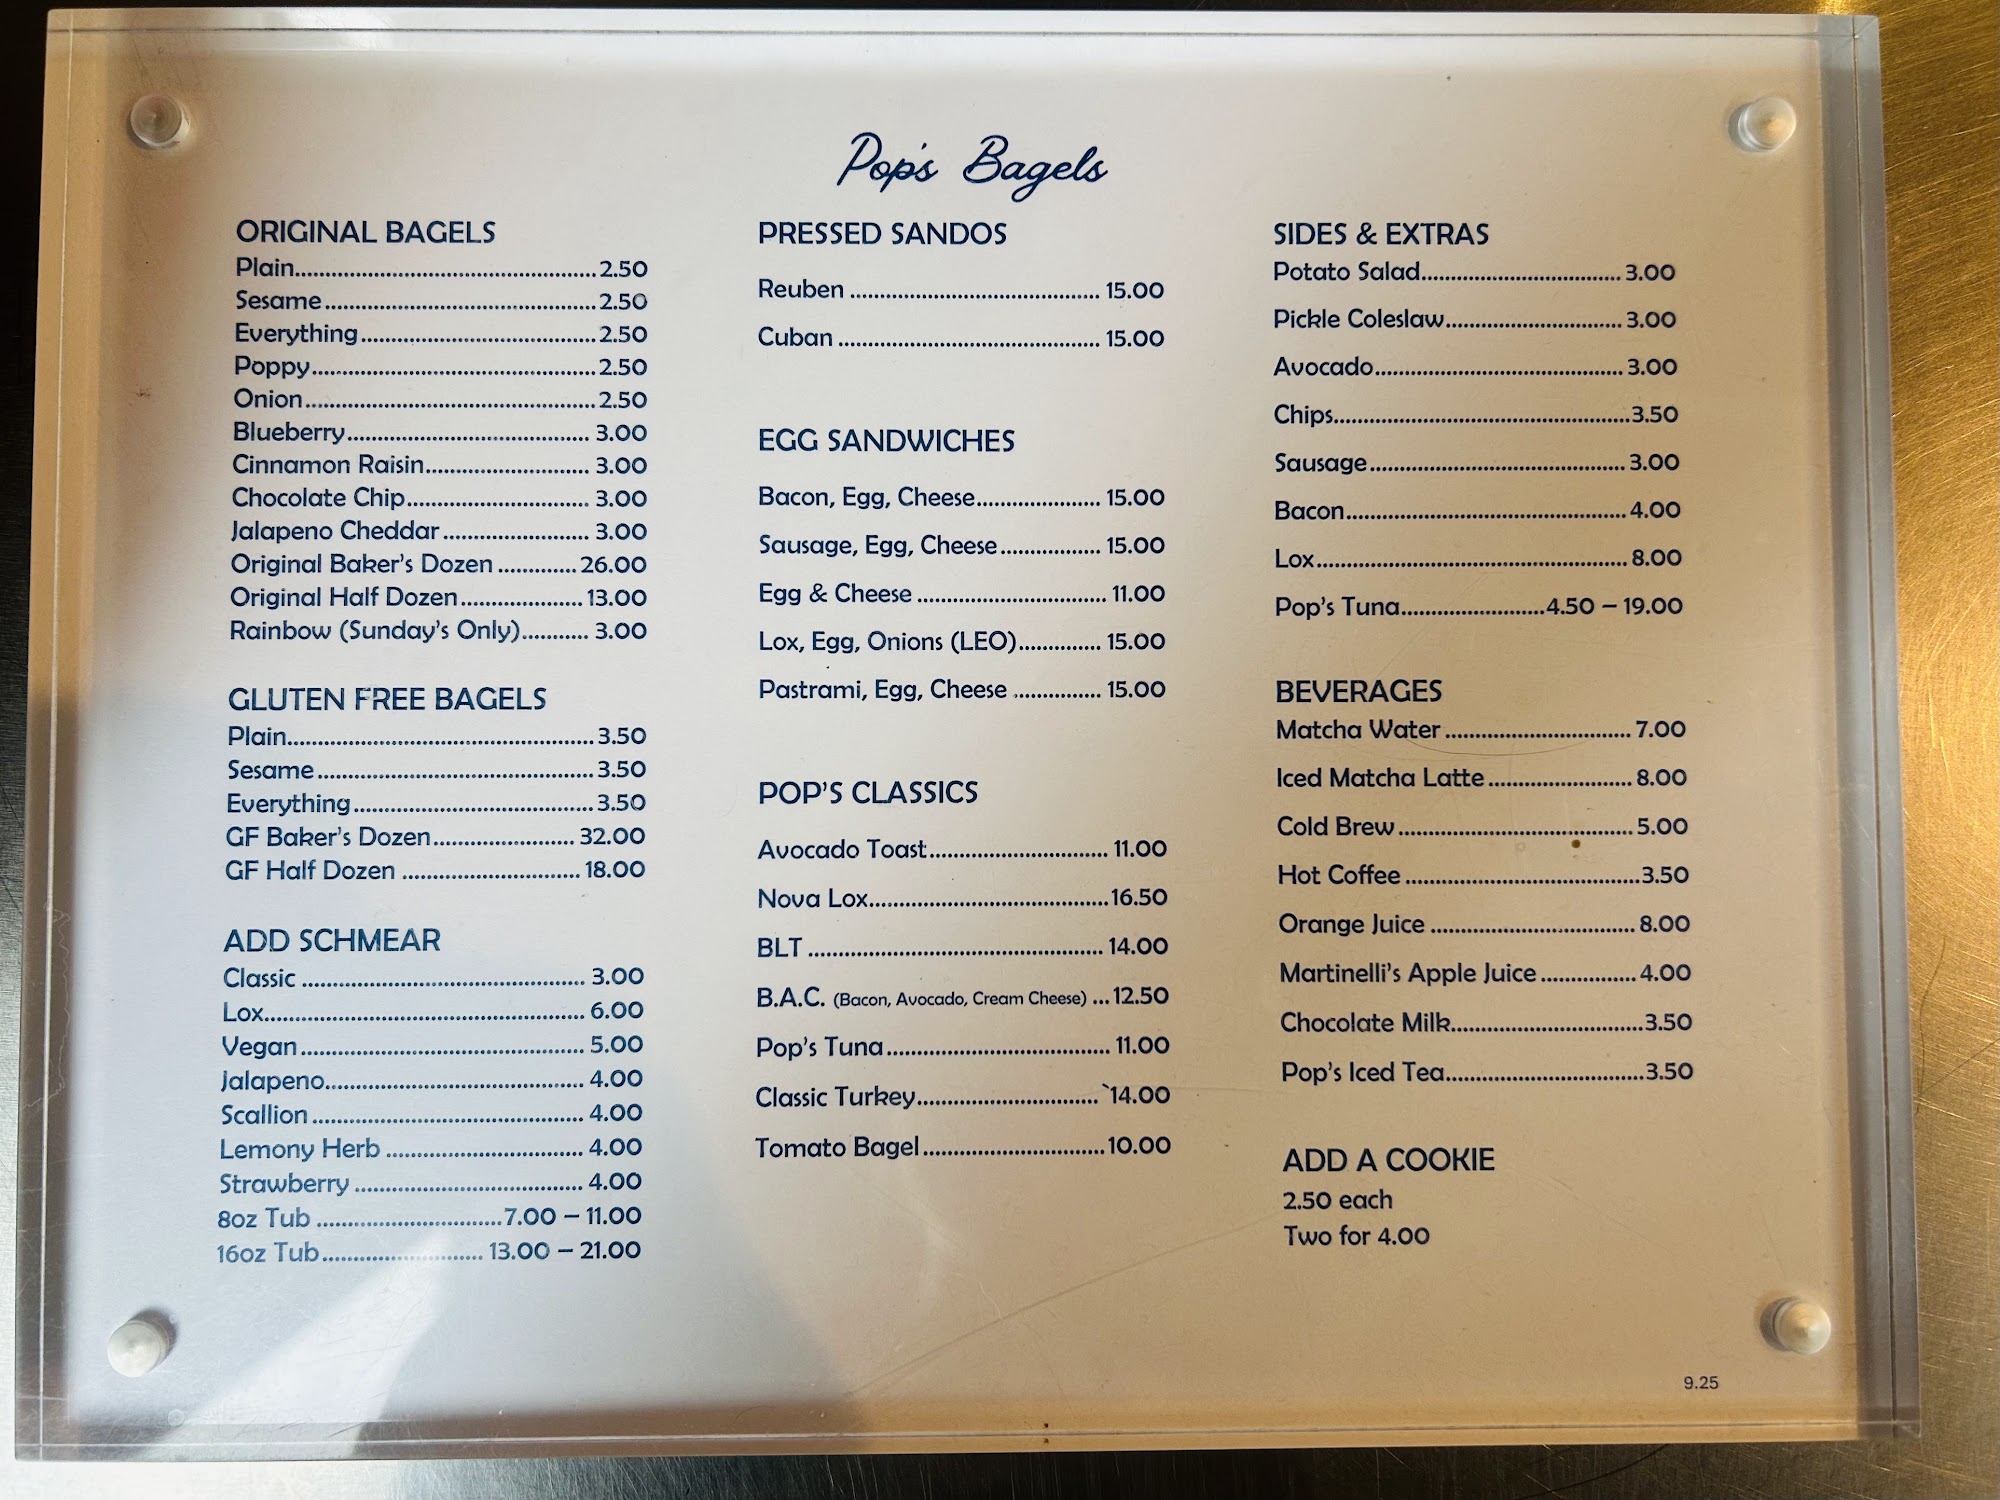 Pop's Bagels
ORIGINAL BAGELS
Plain 2.50
Sesame 2.50
Everything 2.50
Poppy 2.50
Onion 2.50
Blueberry 3.00
Cinnamon Raisin 3.00
Chocolate Chip 3.00
Jalapeno Cheddar 3.00
Original Baker's Dozen 26.00
Original Half Dozen 13.00
Rainbow (Sunday's Only) 3.00
GLUTEN FREE BAGELS
Plain 3.50
Sesame 3.50
Everything 3.50
GF Baker's Dozen 32.00
GF Half Dozen 18.00
ADD SCHMEAR
Classic 3.00
Lox 6.00
Vegan 5.00
Jalapeno 4.00
Scallion 4.00
Lemony Herb 4.00
Strawberry 4.00
8oz Tub 7.00 – 11.00
16oz Tub 13.00 – 21.00
PRESSED SANDOS
Reuben 15.00
Cuban 15.00
EGG SANDWICHES
Bacon, Egg, Cheese 15.00
Sausage, Egg, Cheese 15.00
Egg & Cheese 11.00
Lox, Egg, Onions (LEO) 15.00
Pastrami, Egg, Cheese 15.00
POP'S CLASSICS
Avocado Toast 11.00
Nova Lox 16.50
BLT 14.00
B.A.C. (Bacon, Avocado, Cream Cheese) 12.50
Pop's Tuna 11.00
Classic Turkey `14.00
Tomato Bagel 10.00
SIDES & EXTRAS
Potato Salad 3.00
Pickle Coleslaw 3.00
Avocado 3.00
Chips 3.50
Sausage 3.00
Bacon 4.00
Lox 8.00
Pop's Tuna 4.50 – 19.00
BEVERAGES
Matcha Water 7.00
Iced Matcha Latte 8.00
Cold Brew 5.00
Hot Coffee 3.50
Orange Juice 8.00
Martinelli's Apple Juice 4.00
Chocolate Milk 3.50
Pop's Iced Tea 3.50
ADD A COOKIE
2.50 each
Two for 4.00
9.25